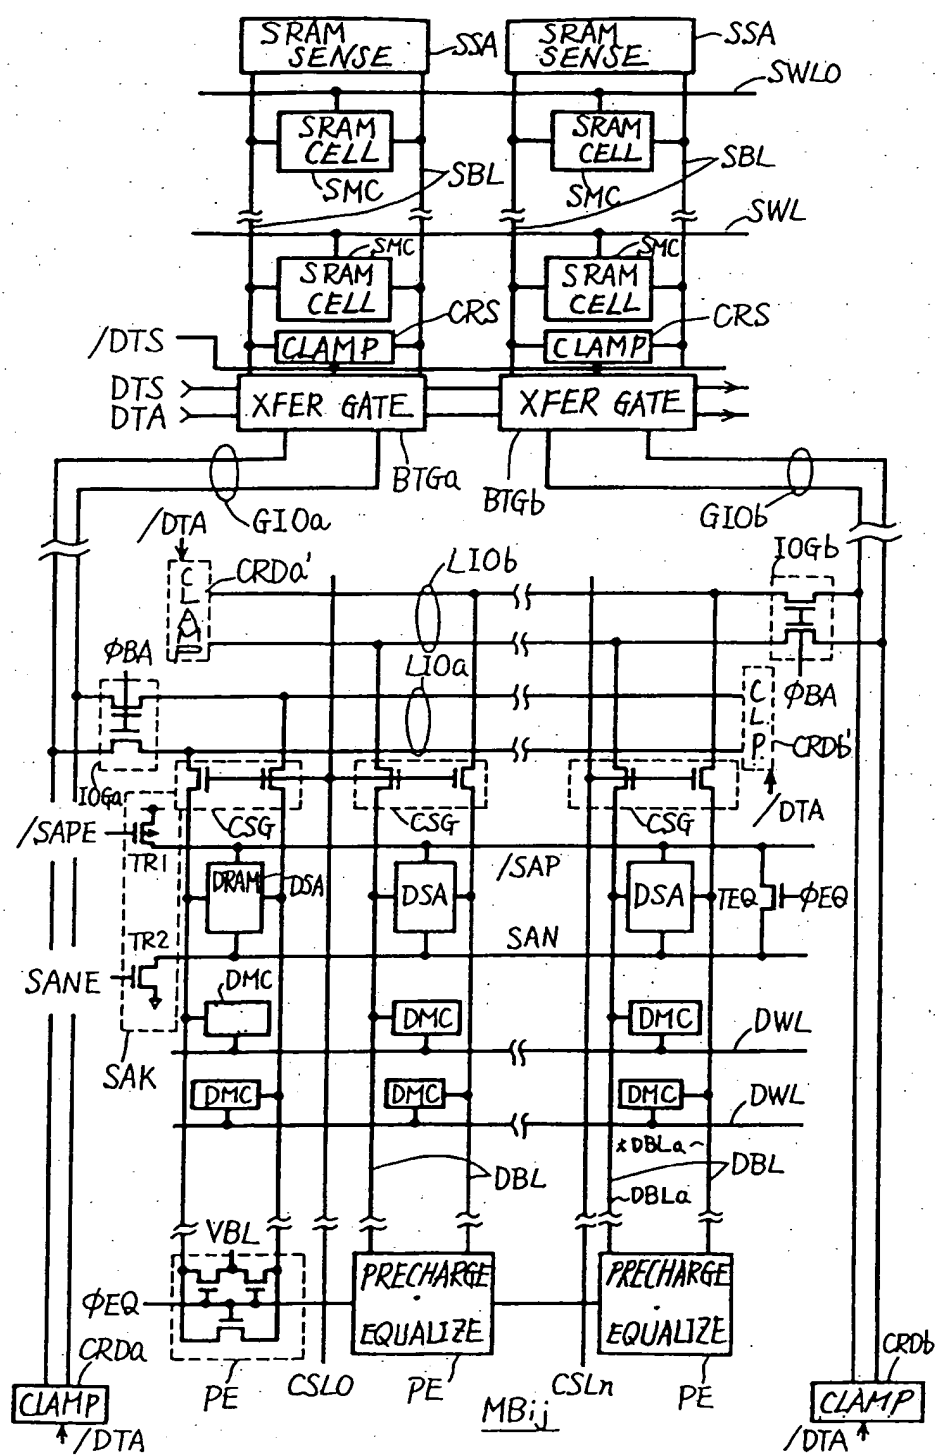 SRAM SENSE
SSA
SRAM SENSE
SSA
SWL0
SRAM CELL
SMC
SBL
SRAM CELL
SMC
SBL
SWL
SMC
SRAM CELL
SMC
SRAM CELL
CRS
CRS
/DTS
CLAMP
CLAMP
DTS
DTA
XFER GATE
XFER GATE
BTGa
BTGb
GIOa
GIOb
/DTA
CRDa'
LIOb
IOGb
CLAMP
φBA
LIOa
φBA
CLP.
CRDb'
IOGa
/DTA
CSG
CSG
CSG
/SAPE
TR1
/SAP
DRAM
DSA
DSA
DSA
TEQ
φEQ
TR2
SAN
SANE
DMC
DMC
DMC
DWL
SAK
DMC
DMC
DMC
DWL
*DBLa
DBL
DBL
DBLa
VBL
PRECHARGE · EQUALIZE
PRECHARGE · EQUALIZE
φEQ
CRDa
CRDb
PE
CSL0
PE
CSLn
PE
CLAMP
MBij
CLAMP
/DTA
/DTA